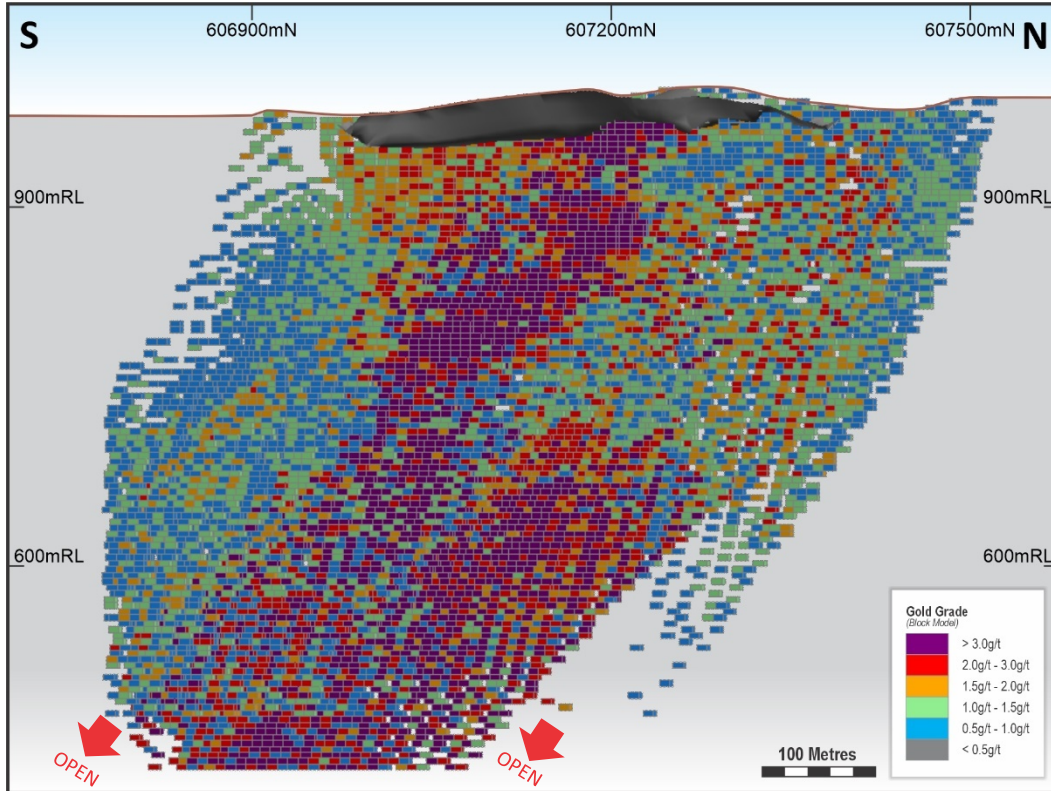 S
606900mN
607200mN
607500mN
N
900mRL
900mRL
600mRL
600mRL
Gold Grade
(Block Model)
> 3.0g/t
2.0g/t - 3.0g/t
1.5g/t - 2.0g/t
1.0g/t - 1.5g/t
0.5g/t - 1.0g/t
< 0.5g/t
OPEN
OPEN
100 Metres